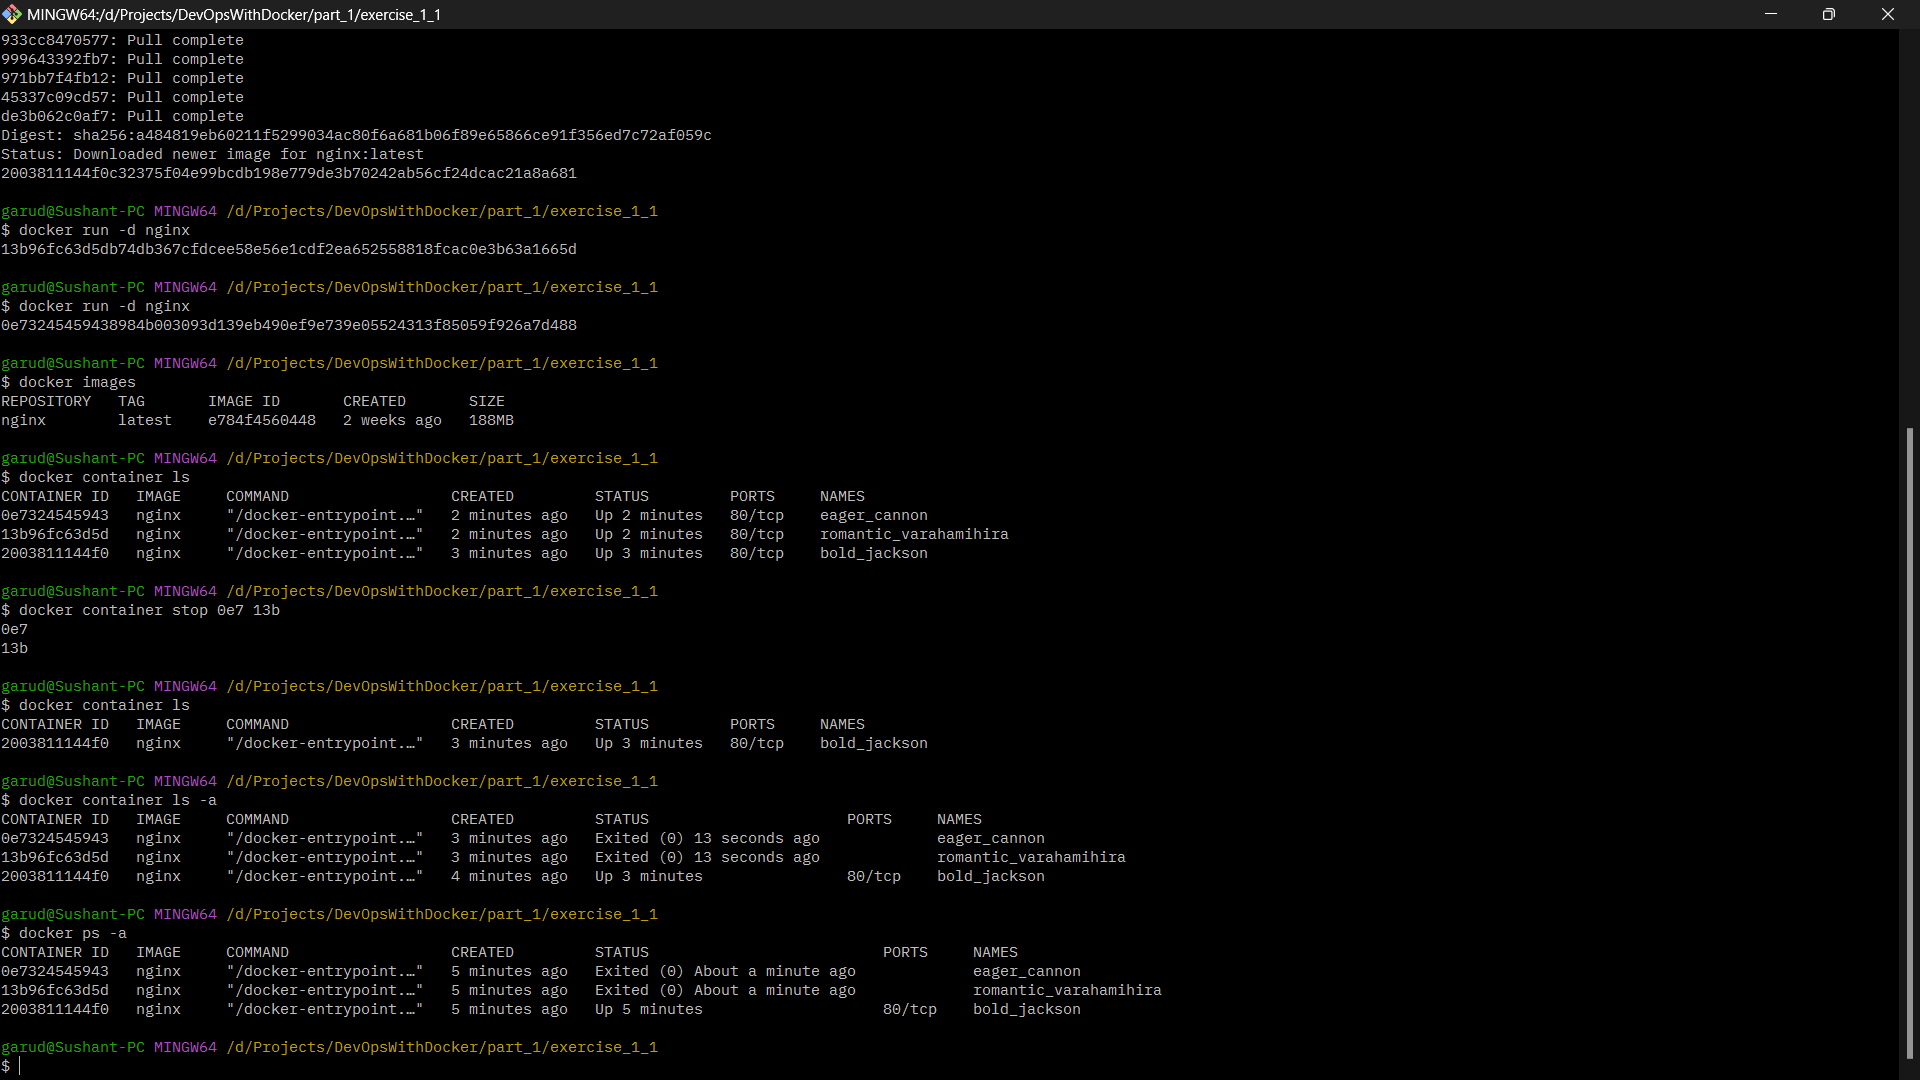 MINGW64:/d/Projects/DevOpsWithDocker/part_1/exercise_1_1
933cc8470577: Pull complete
999643392fb7: Pull complete
971bb7f4fb12: Pull complete
45337c09cd57: Pull complete
de3b062c0af7: Pull complete
Digest: sha256:a484819eb60211f5299034ac80f6a681b06f89e65866ce91f356ed7c72af059c
Status: Downloaded newer image for nginx:latest
2003811144f0c32375f04e99bcdb198e779de3b70242ab56cf24dcac21a8a681
garud@Sushant-PC MINGW64 /d/Projects/DevOpsWithDocker/part_1/exercise_1_1
$ docker run -d nginx
13b96fc63d5db74db367cfdcee58e56e1cdf2ea652558818fcac0e3b63a1665d
garud@Sushant-PC MINGW64 /d/Projects/DevOpsWithDocker/part_1/exercise_1_1
$ docker run -d nginx
0e73245459438984b003093d139eb490ef9e739e05524313f85059f926a7d488
garud@Sushant-PC MINGW64 /d/Projects/DevOpsWithDocker/part_1/exercise_1_1
$ docker images
REPOSITORY   TAG       IMAGE ID       CREATED       SIZE
nginx        latest    e784f4560448   2 weeks ago   188MB
garud@Sushant-PC MINGW64 /d/Projects/DevOpsWithDocker/part_1/exercise_1_1
$ docker container ls
CONTAINER ID   IMAGE     COMMAND                  CREATED         STATUS         PORTS     NAMES
0e7324545943   nginx     "/docker-entrypoint.…"   2 minutes ago   Up 2 minutes   80/tcp    eager_cannon
13b96fc63d5d   nginx     "/docker-entrypoint.…"   2 minutes ago   Up 2 minutes   80/tcp    romantic_varahamihira
2003811144f0   nginx     "/docker-entrypoint.…"   3 minutes ago   Up 3 minutes   80/tcp    bold_jackson
garud@Sushant-PC MINGW64 /d/Projects/DevOpsWithDocker/part_1/exercise_1_1
$ docker container stop 0e7 13b
0e7
13b
garud@Sushant-PC MINGW64 /d/Projects/DevOpsWithDocker/part_1/exercise_1_1
$ docker container ls
CONTAINER ID   IMAGE     COMMAND                  CREATED         STATUS         PORTS     NAMES
2003811144f0   nginx     "/docker-entrypoint.…"   3 minutes ago   Up 3 minutes   80/tcp    bold_jackson
garud@Sushant-PC MINGW64 /d/Projects/DevOpsWithDocker/part_1/exercise_1_1
$ docker container ls -a
CONTAINER ID   IMAGE     COMMAND                  CREATED         STATUS                      PORTS     NAMES
0e7324545943   nginx     "/docker-entrypoint.…"   3 minutes ago   Exited (0) 13 seconds ago             eager_cannon
13b96fc63d5d   nginx     "/docker-entrypoint.…"   3 minutes ago   Exited (0) 13 seconds ago             romantic_varahamihira
2003811144f0   nginx     "/docker-entrypoint.…"   4 minutes ago   Up 3 minutes                80/tcp    bold_jackson
garud@Sushant-PC MINGW64 /d/Projects/DevOpsWithDocker/part_1/exercise_1_1
$ docker ps -a
CONTAINER ID   IMAGE     COMMAND                  CREATED         STATUS                          PORTS     NAMES
0e7324545943   nginx     "/docker-entrypoint.…"   5 minutes ago   Exited (0) About a minute ago             eager_cannon
13b96fc63d5d   nginx     "/docker-entrypoint.…"   5 minutes ago   Exited (0) About a minute ago             romantic_varahamihira
2003811144f0   nginx     "/docker-entrypoint.…"   5 minutes ago   Up 5 minutes                    80/tcp    bold_jackson
garud@Sushant-PC MINGW64 /d/Projects/DevOpsWithDocker/part_1/exercise_1_1
$